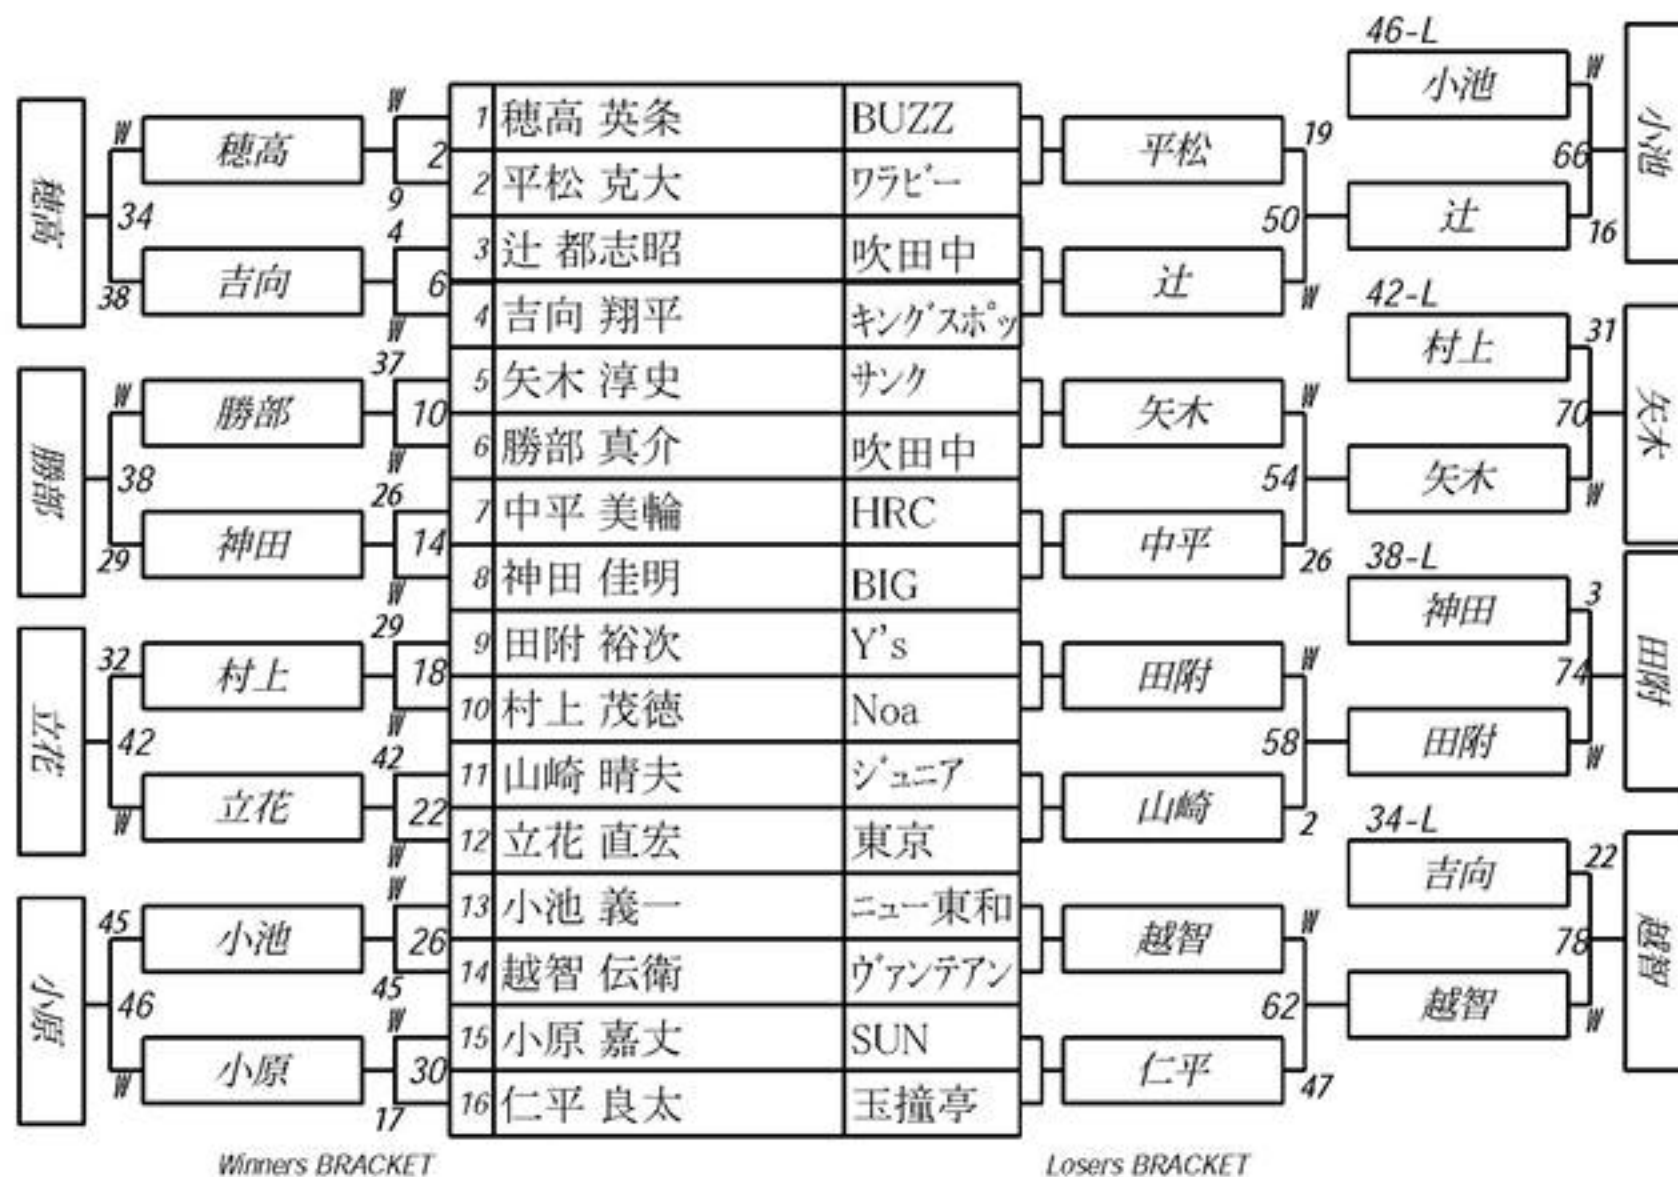 46-L
小池 W
小池
66
辻 16
W
1 穂高 英条 BUZZ
平松 19
W 穂高
2
2 平松 克大 ワラビー
9
穂高
34
50
4
3 辻 都志昭 吹田中
辻 W
38 吉向
6
4 吉向 翔平 キングスポッ
W
42-L
村上 31
矢木
70
矢木 W
37
5 矢木 淳史 サンク
矢木 W
W 勝部
10
6 勝部 真介 吹田中
W
勝部
38
54
26
7 中平 美輪 HRC
中平 26
29 神田
14
8 神田 佳明 BIG
W
38-L
神田 3
田附
74
田附 W
29
9 田附 裕次 Y's
田附 W
32 村上
18
10 村上 茂徳 Noa
W
立花
42
58
42
11 山崎 晴夫 ジュニア
山崎 2
W 立花
22
12 立花 直宏 東京
W
34-L
吉向 22
越智
78
越智 W
W
13 小池 義一 ニュー東和
越智 W
45 小池
26
14 越智 伝衛 ヴァンテアン
45
小原
46
62
W
15 小原 嘉丈 SUN
仁平 47
W 小原
30
16 仁平 良太 玉撞亭
17
Winners BRACKET
Losers BRACKET